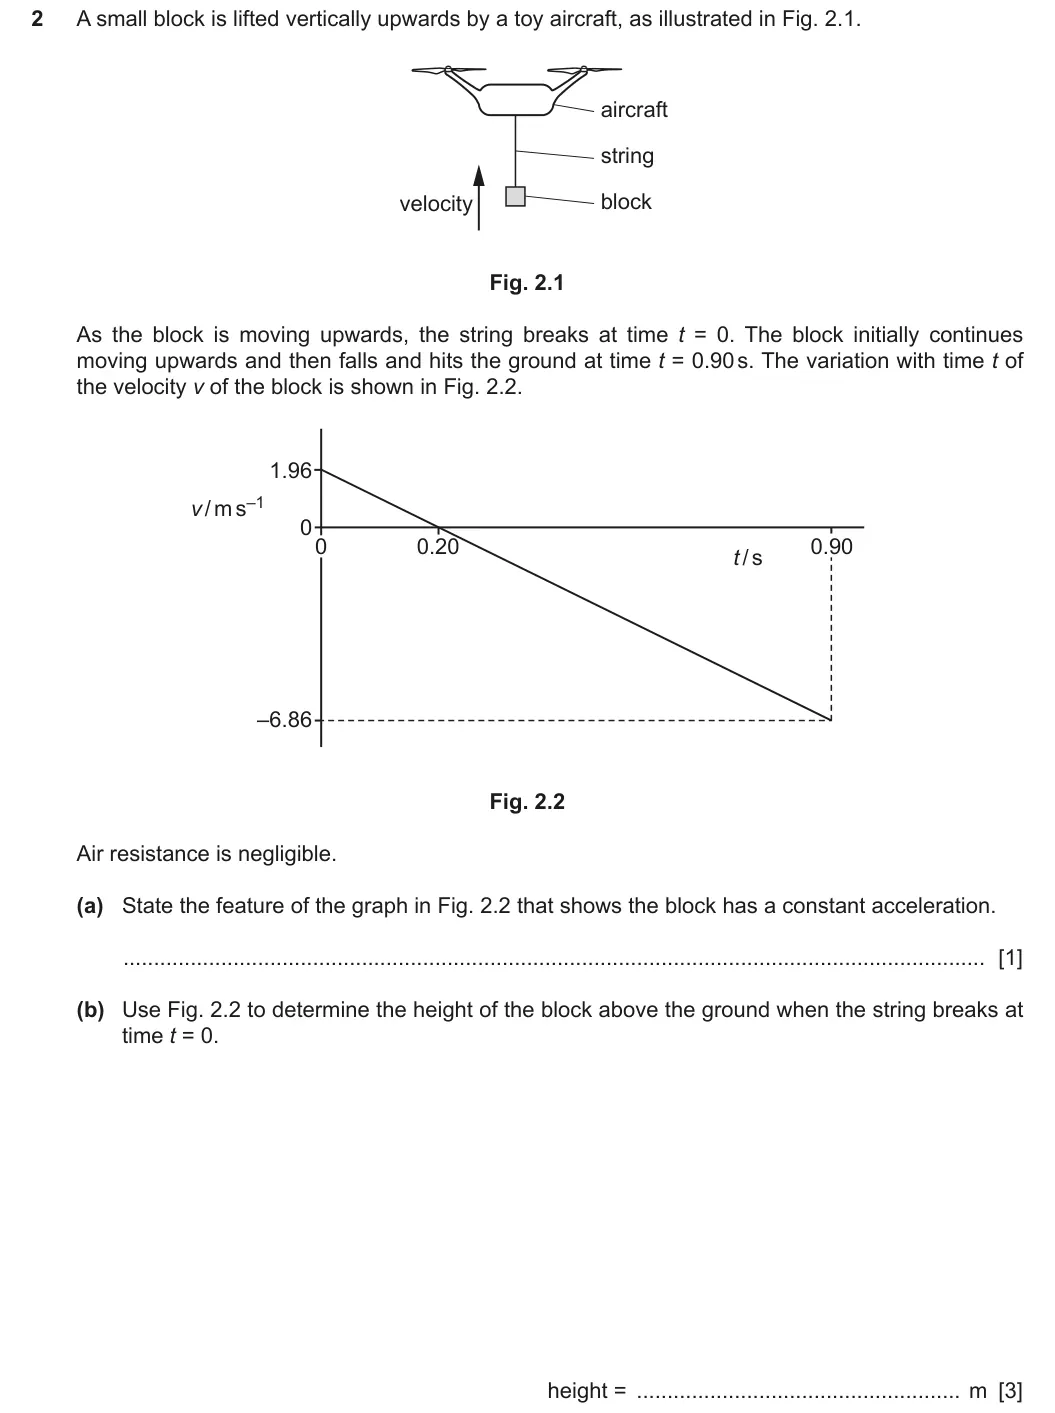 2 A small block is lifted vertically upwards by a toy aircraft, as illustrated in Fig. 2.1.
aircraft
string
velocity
block
Fig. 2.1
As the block is moving upwards, the string breaks at time t = 0. The block initially continues
moving upwards and then falls and hits the ground at time t = 0.90 s. The variation with time t of
the velocity v of the block is shown in Fig. 2.2.
1.96
v / m s⁻¹
0
0 0.20 0.90
t / s
–6.86
Fig. 2.2
Air resistance is negligible.
(a) State the feature of the graph in Fig. 2.2 that shows the block has a constant acceleration.
.......................................................................................................................................... [1]
(b) Use Fig. 2.2 to determine the height of the block above the ground when the string breaks at
time t = 0.
height = ..................................................... m [3]